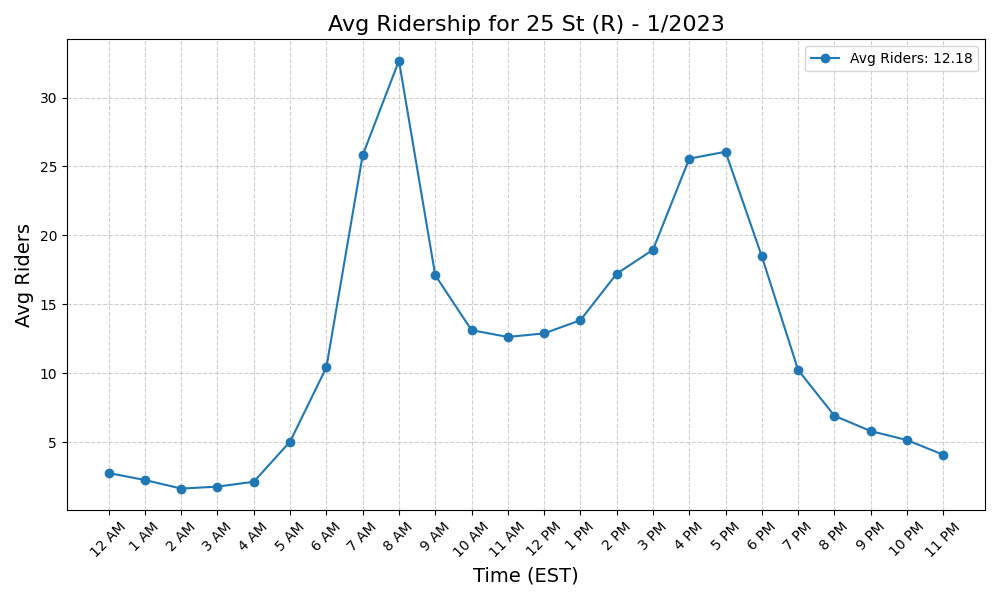 Avg Ridership for 25 St (R) - 1/2023
Avg Riders: 12.18
Avg Riders
30
25
20
15
10
5
12 AM
1 AM
2 AM
3 AM
4 AM
5 AM
6 AM
7 AM
8 AM
9 AM
10 AM
11 AM
12 PM
1 PM
2 PM
3 PM
4 PM
5 PM
6 PM
7 PM
8 PM
9 PM
10 PM
11 PM
Time (EST)